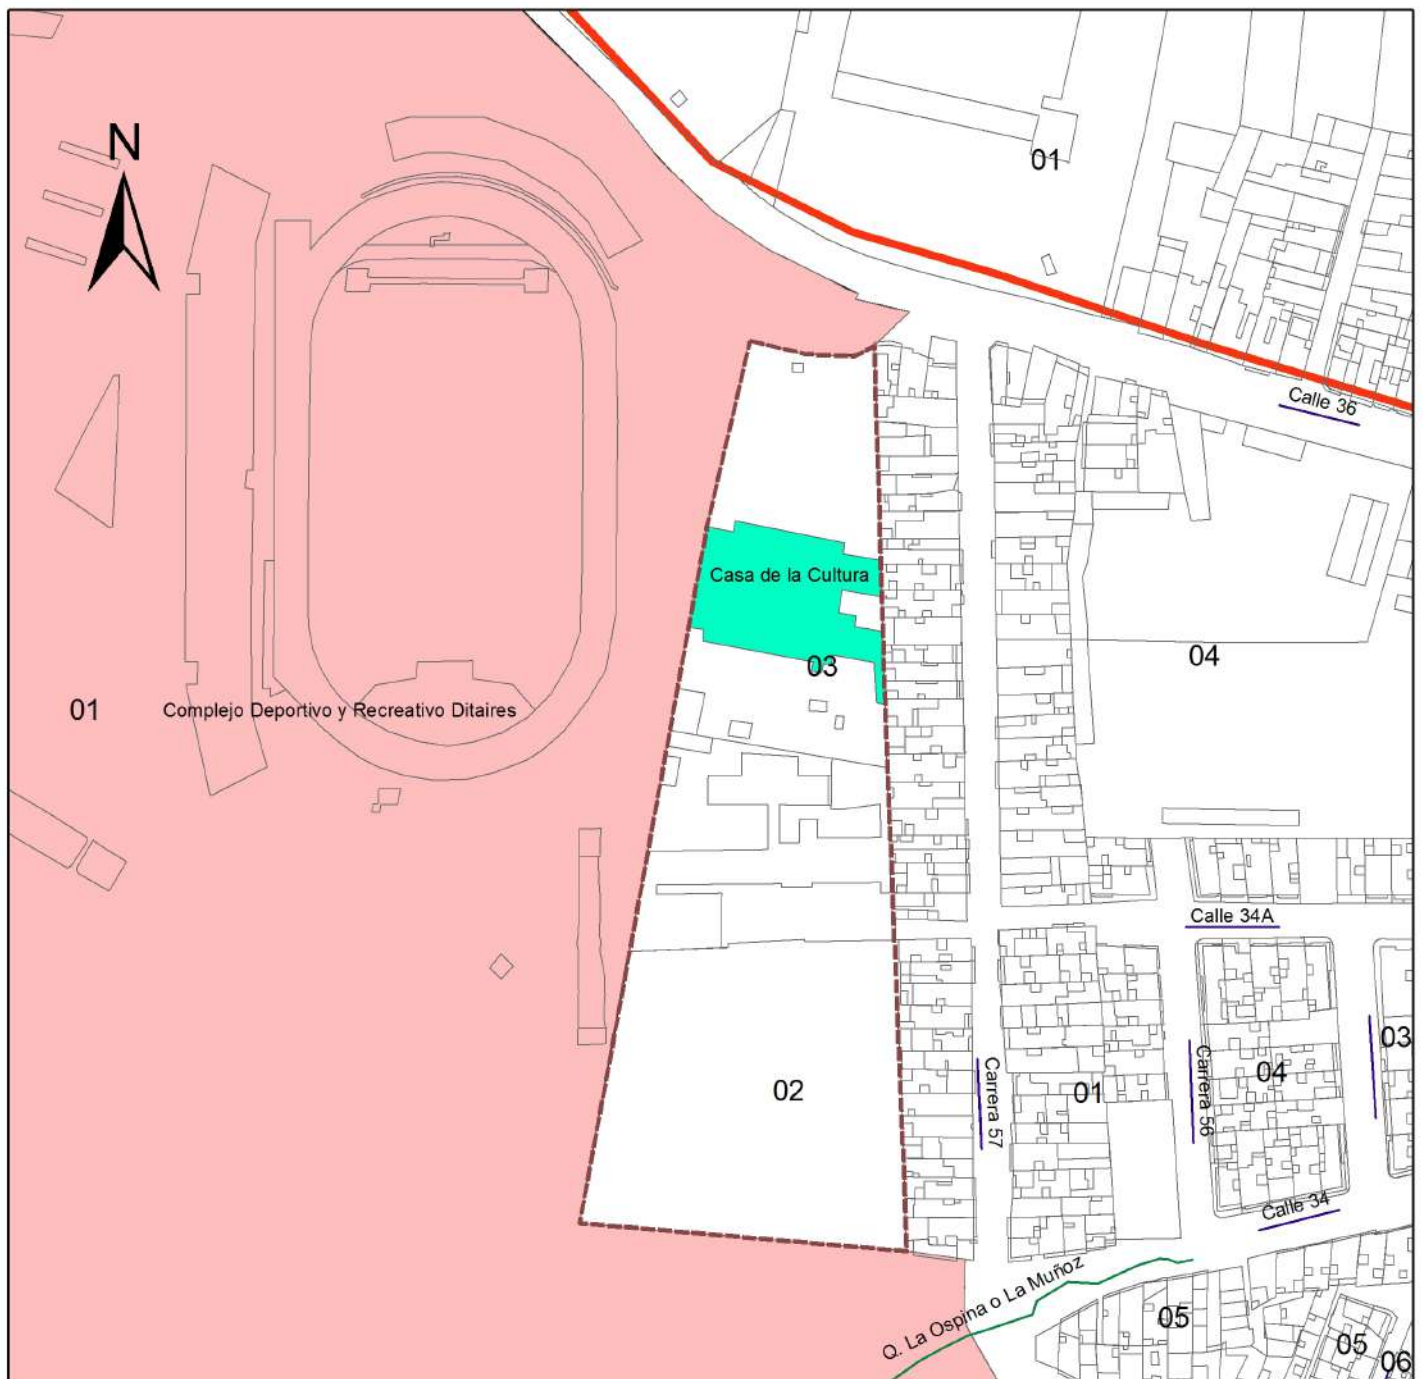 N
01
Calle 36
Casa de la Cultura
03
04
01
Complejo Deportivo y Recreativo Ditaires
Calle 34A
03
02
Carrera 57
01
Carrera 56
04
Calle 34
Q. La Ospina o La Muñoz
05
05
06